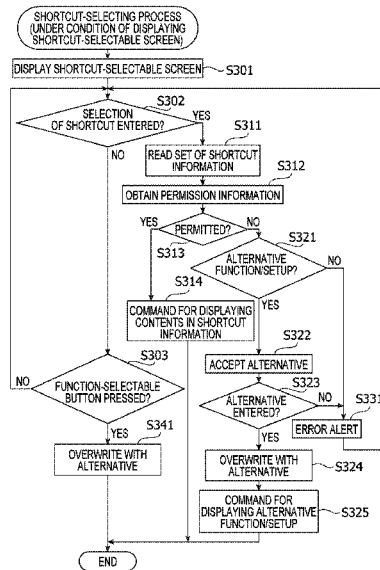 SHORTCUT-SELECTING PROCESS
(UNDER CONDITION OF DISPLAYING
SHORTCUT-SELECTABLE SCREEN)
DISPLAY SHORTCUT-SELECTABLE SCREEN
S301
S302
SELECTION
OF SHORTCUT ENTERED?
YES
NO
S311
READ SET OF SHORTCUT
INFORMATION
S312
OBTAIN PERMISSION INFORMATION
YES
PERMITTED?
NO
S313
S321
ALTERNATIVE
FUNCTION/SETUP?
NO
YES
S314
COMMAND FOR DISPLAYING
CONTENTS IN SHORTCUT
INFORMATION
S322
ACCEPT ALTERNATIVE
S303
S323
NO
FUNCTION-SELECTABLE
BUTTON PRESSED?
YES
ALTERNATIVE
ENTERED?
NO
YES
S331
ERROR ALERT
S341
OVERWRITE WITH
ALTERNATIVE
OVERWRITE WITH
ALTERNATIVE
S324
COMMAND FOR
DISPLAYING ALTERNATIVE
FUNCTION/SETUP
S325
END